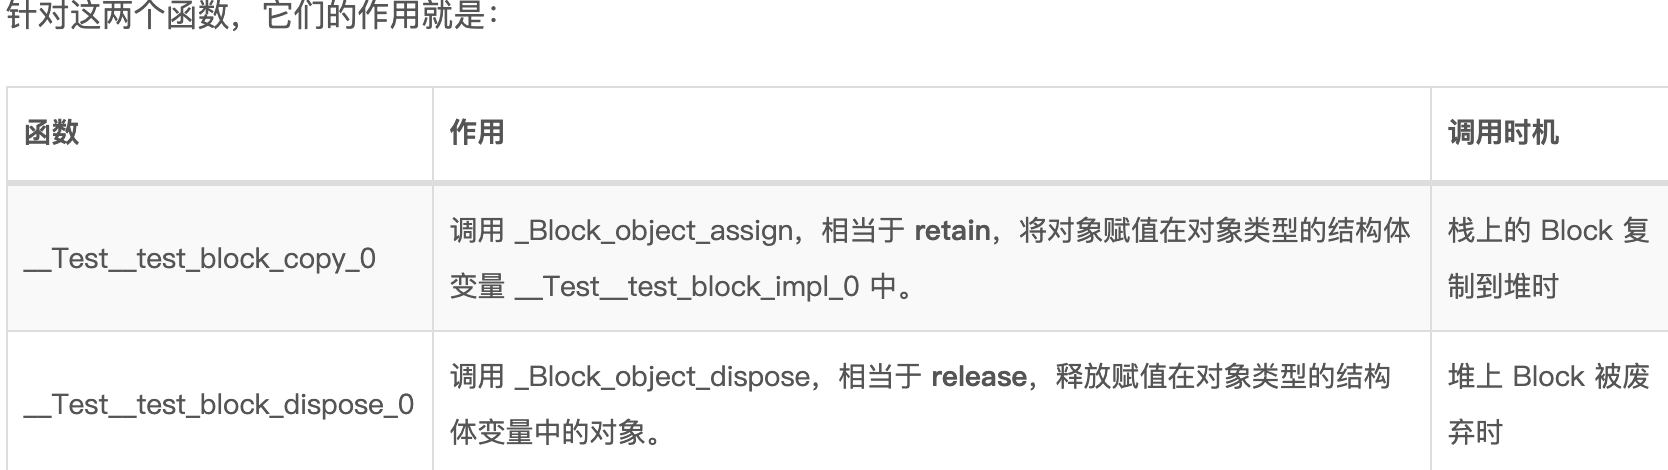 针对这两个函数，它们的作用就是：
函数
作用
调用时机
__Test__test_block_copy_0
调用 _Block_object_assign，相当于 retain，将对象赋值在对象类型的结构体
变量 __Test__test_block_impl_0 中。
栈上的 Block 复
制到堆时
__Test__test_block_dispose_0
调用 _Block_object_dispose，相当于 release，释放赋值在对象类型的结构
体变量中的对象。
堆上 Block 被废
弃时